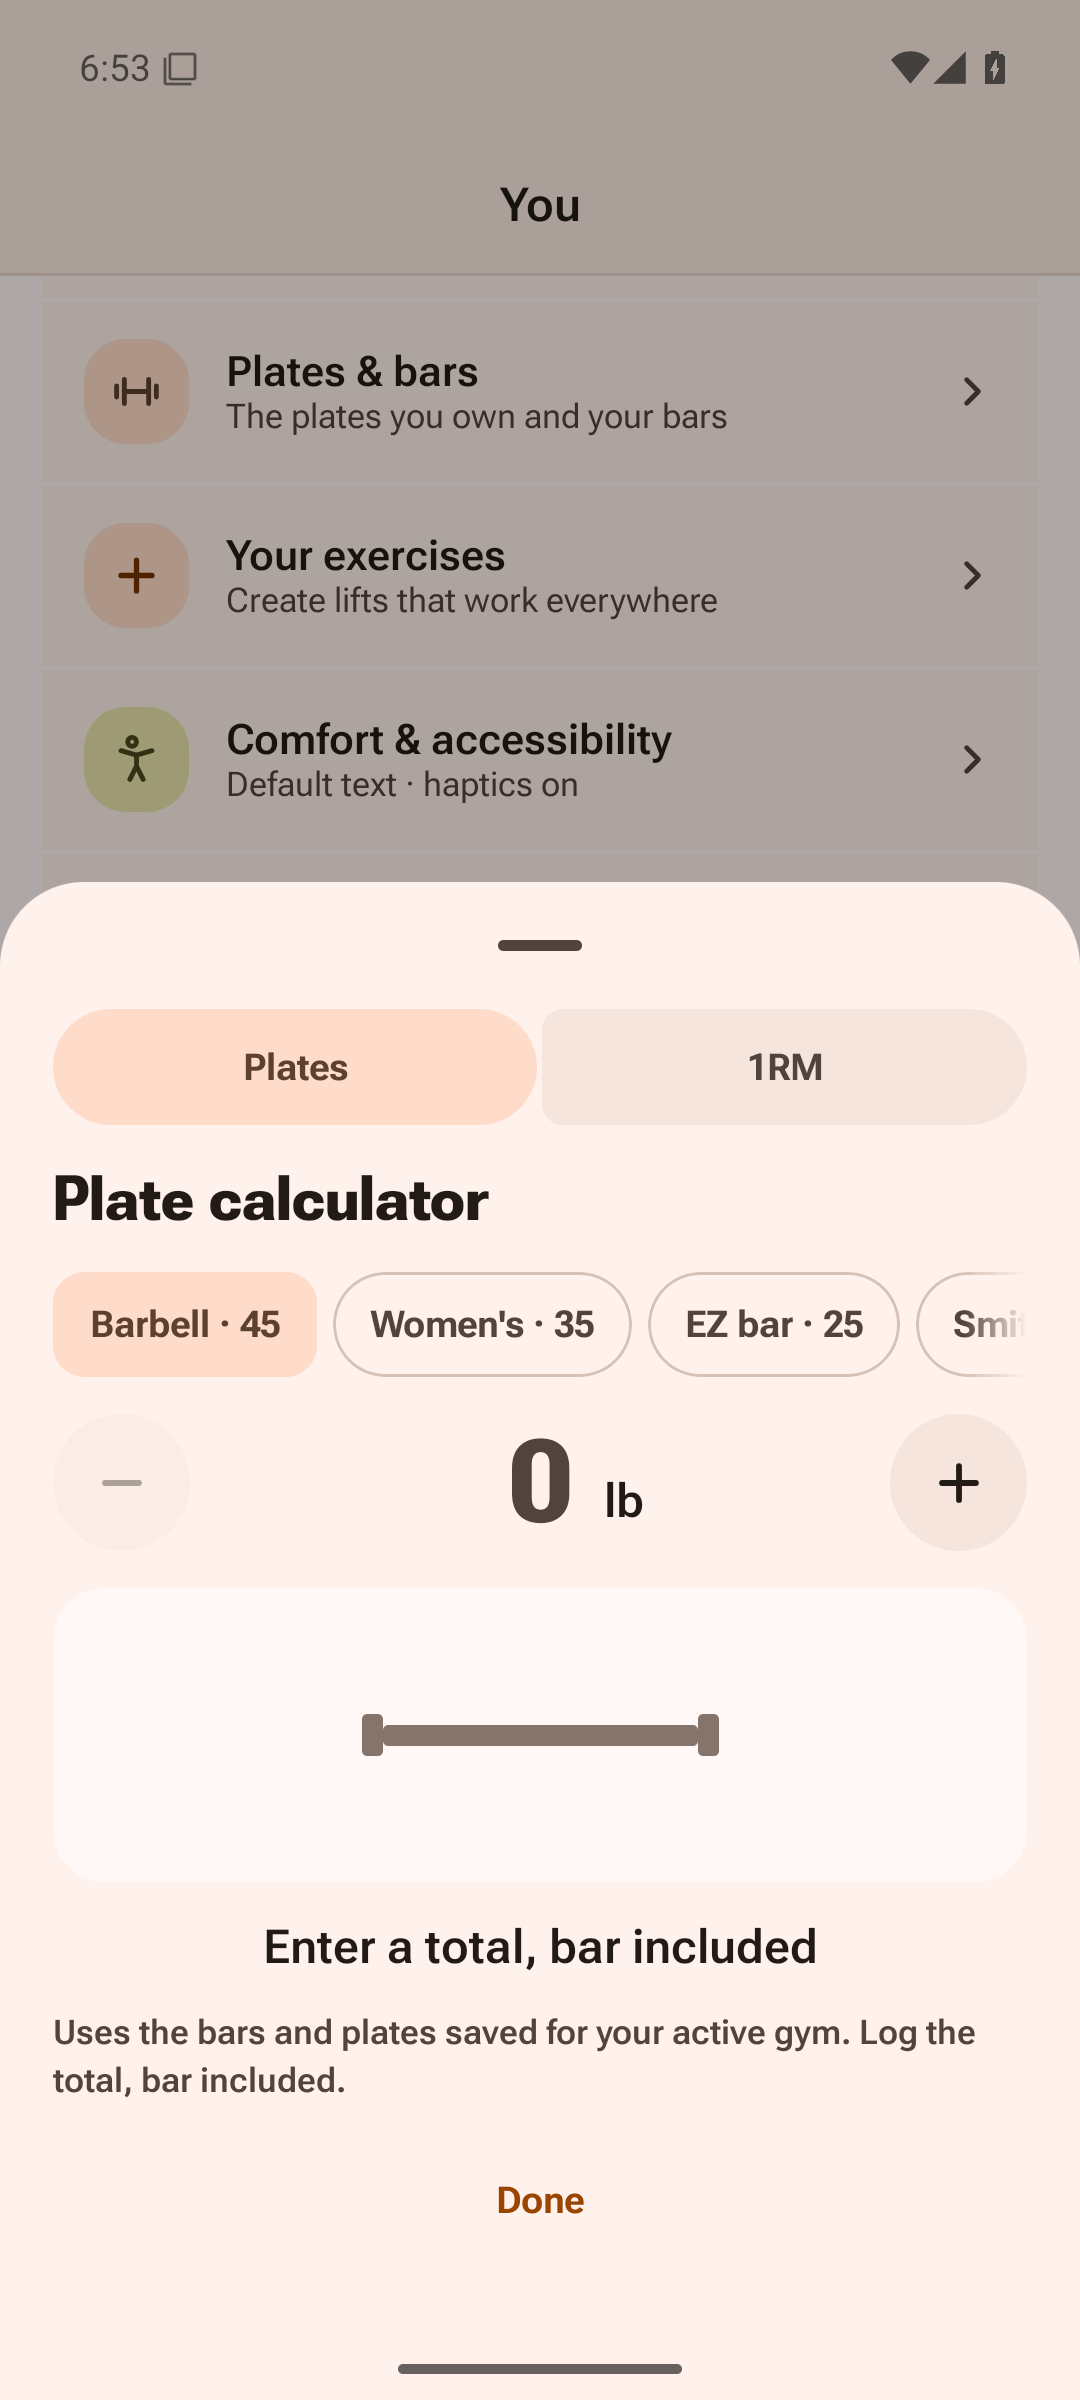 6:53
You
Plates & bars
The plates you own and your bars
Your exercises
Create lifts that work everywhere
Comfort & accessibility
Default text · haptics on
Plates
1RM
Plate calculator
Barbell · 45
Women's · 35
EZ bar · 25
Smi
0 lb
Enter a total, bar included
Uses the bars and plates saved for your active gym. Log the
total, bar included.
Done